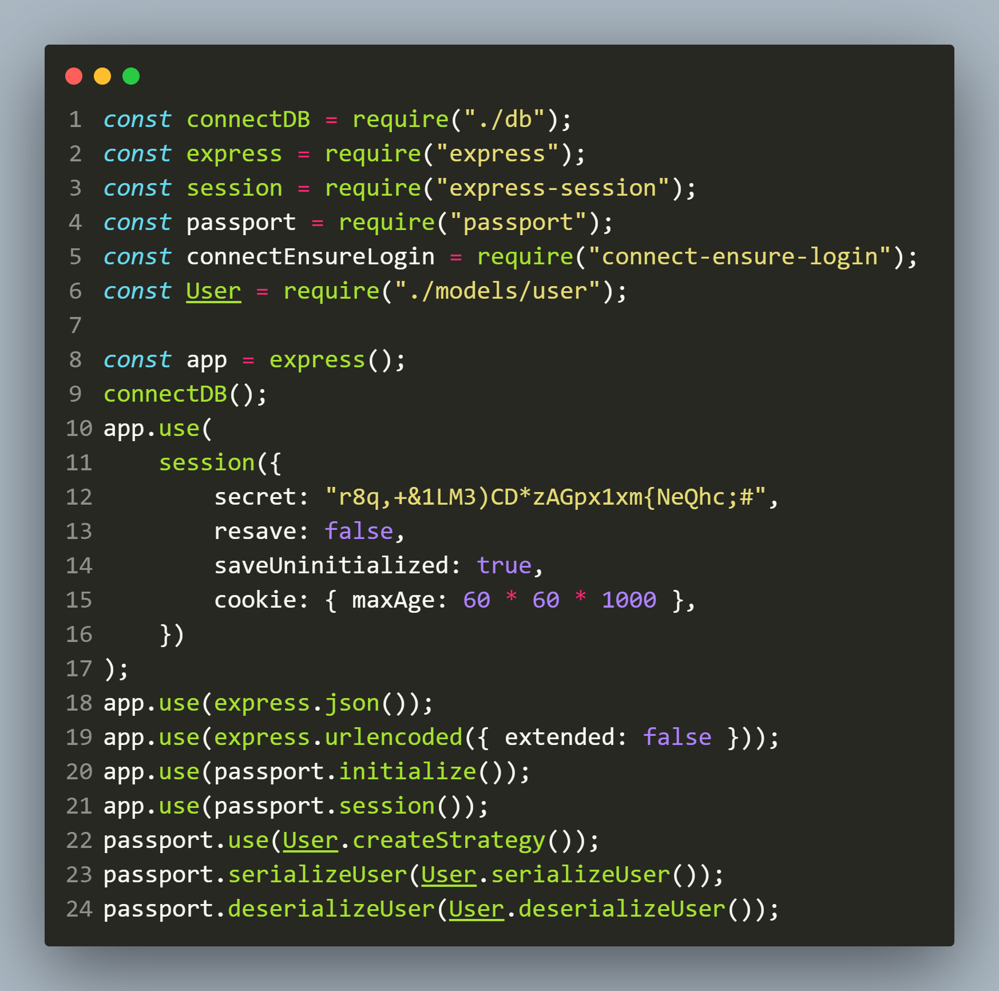 1 const connectDB = require("./db");
2 const express = require("express");
3 const session = require("express-session");
4 const passport = require("passport");
5 const connectEnsureLogin = require("connect-ensure-login");
6 const User = require("./models/user");
7
8 const app = express();
9 connectDB();
10 app.use(
11     session({
12         secret: "r8q,+&1LM3)CD*zAGpx1xm{NeQhc;#",
13         resave: false,
14         saveUninitialized: true,
15         cookie: { maxAge: 60 * 60 * 1000 },
16     })
17 );
18 app.use(express.json());
19 app.use(express.urlencoded({ extended: false }));
20 app.use(passport.initialize());
21 app.use(passport.session());
22 passport.use(User.createStrategy());
23 passport.serializeUser(User.serializeUser());
24 passport.deserializeUser(User.deserializeUser());